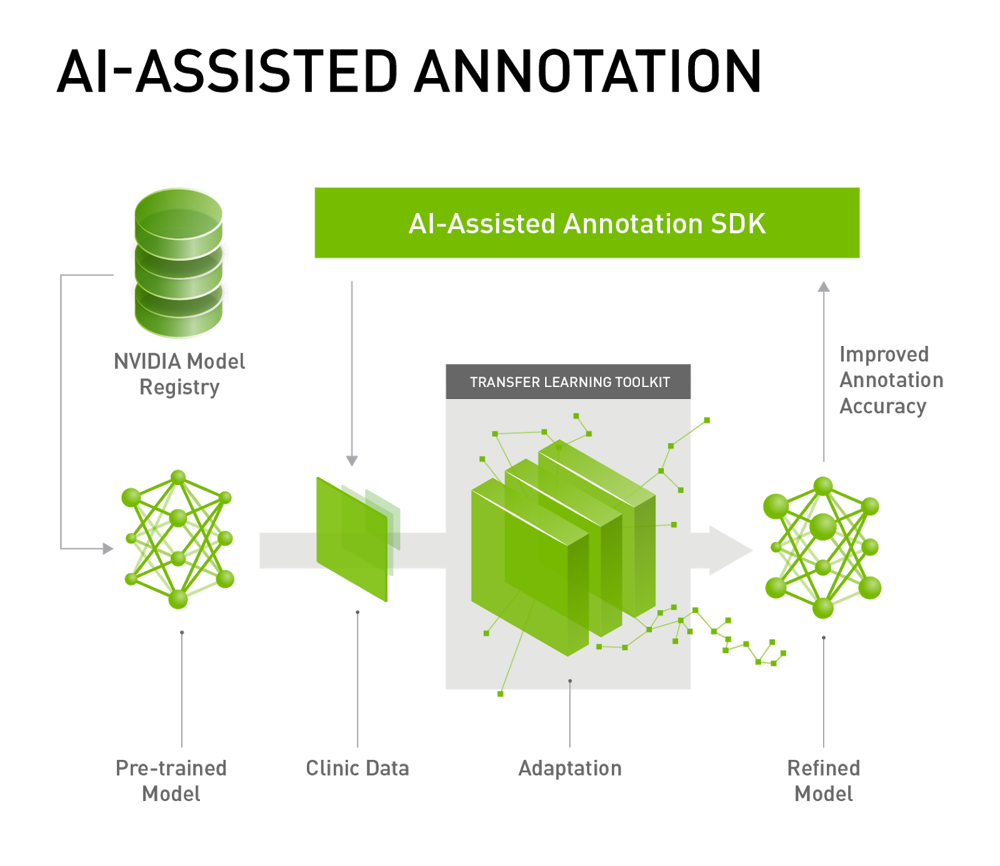 AI-ASSISTED ANNOTATION
AI-Assisted Annotation SDK
NVIDIA Model
Registry
TRANSFER LEARNING TOOLKIT
Improved
Annotation
Accuracy
Pre-trained
Model
Clinic Data
Adaptation
Refined
Model